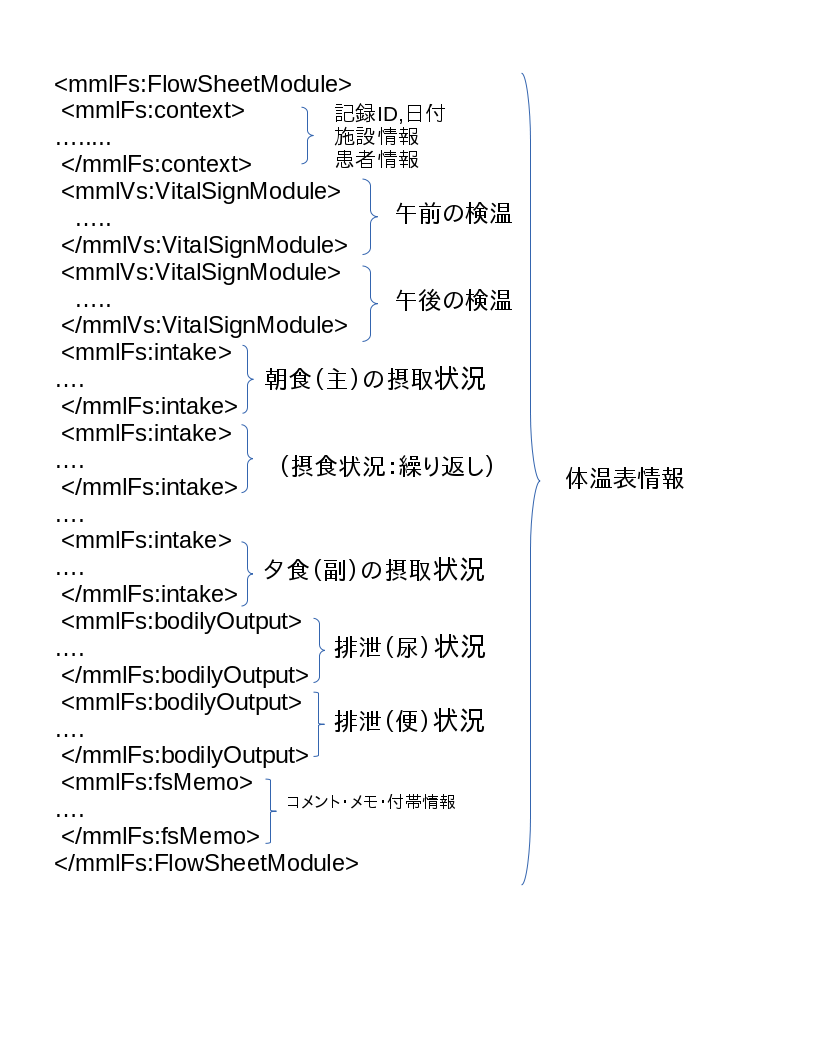 <mmlFs:FlowSheetModule>
<mmlFs:context>
….....
</mmlFs:context>
記録ID,日付
施設情報
患者情報
<mmlVs:VitalSignModule>
…..
</mmlVs:VitalSignModule>
午前の検温
<mmlVs:VitalSignModule>
…..
</mmlVs:VitalSignModule>
午後の検温
<mmlFs:intake>
….
</mmlFs:intake>
朝食（主）の摂取状況
<mmlFs:intake>
….
</mmlFs:intake>
（摂食状況：繰り返し）
….
<mmlFs:intake>
….
</mmlFs:intake>
夕食（副）の摂取状況
<mmlFs:bodilyOutput>
….
</mmlFs:bodilyOutput>
排泄（尿）状況
<mmlFs:bodilyOutput>
….
</mmlFs:bodilyOutput>
排泄（便）状況
<mmlFs:fsMemo>
….
</mmlFs:fsMemo>
コメント・メモ・付帯情報
</mmlFs:FlowSheetModule>
体温表情報